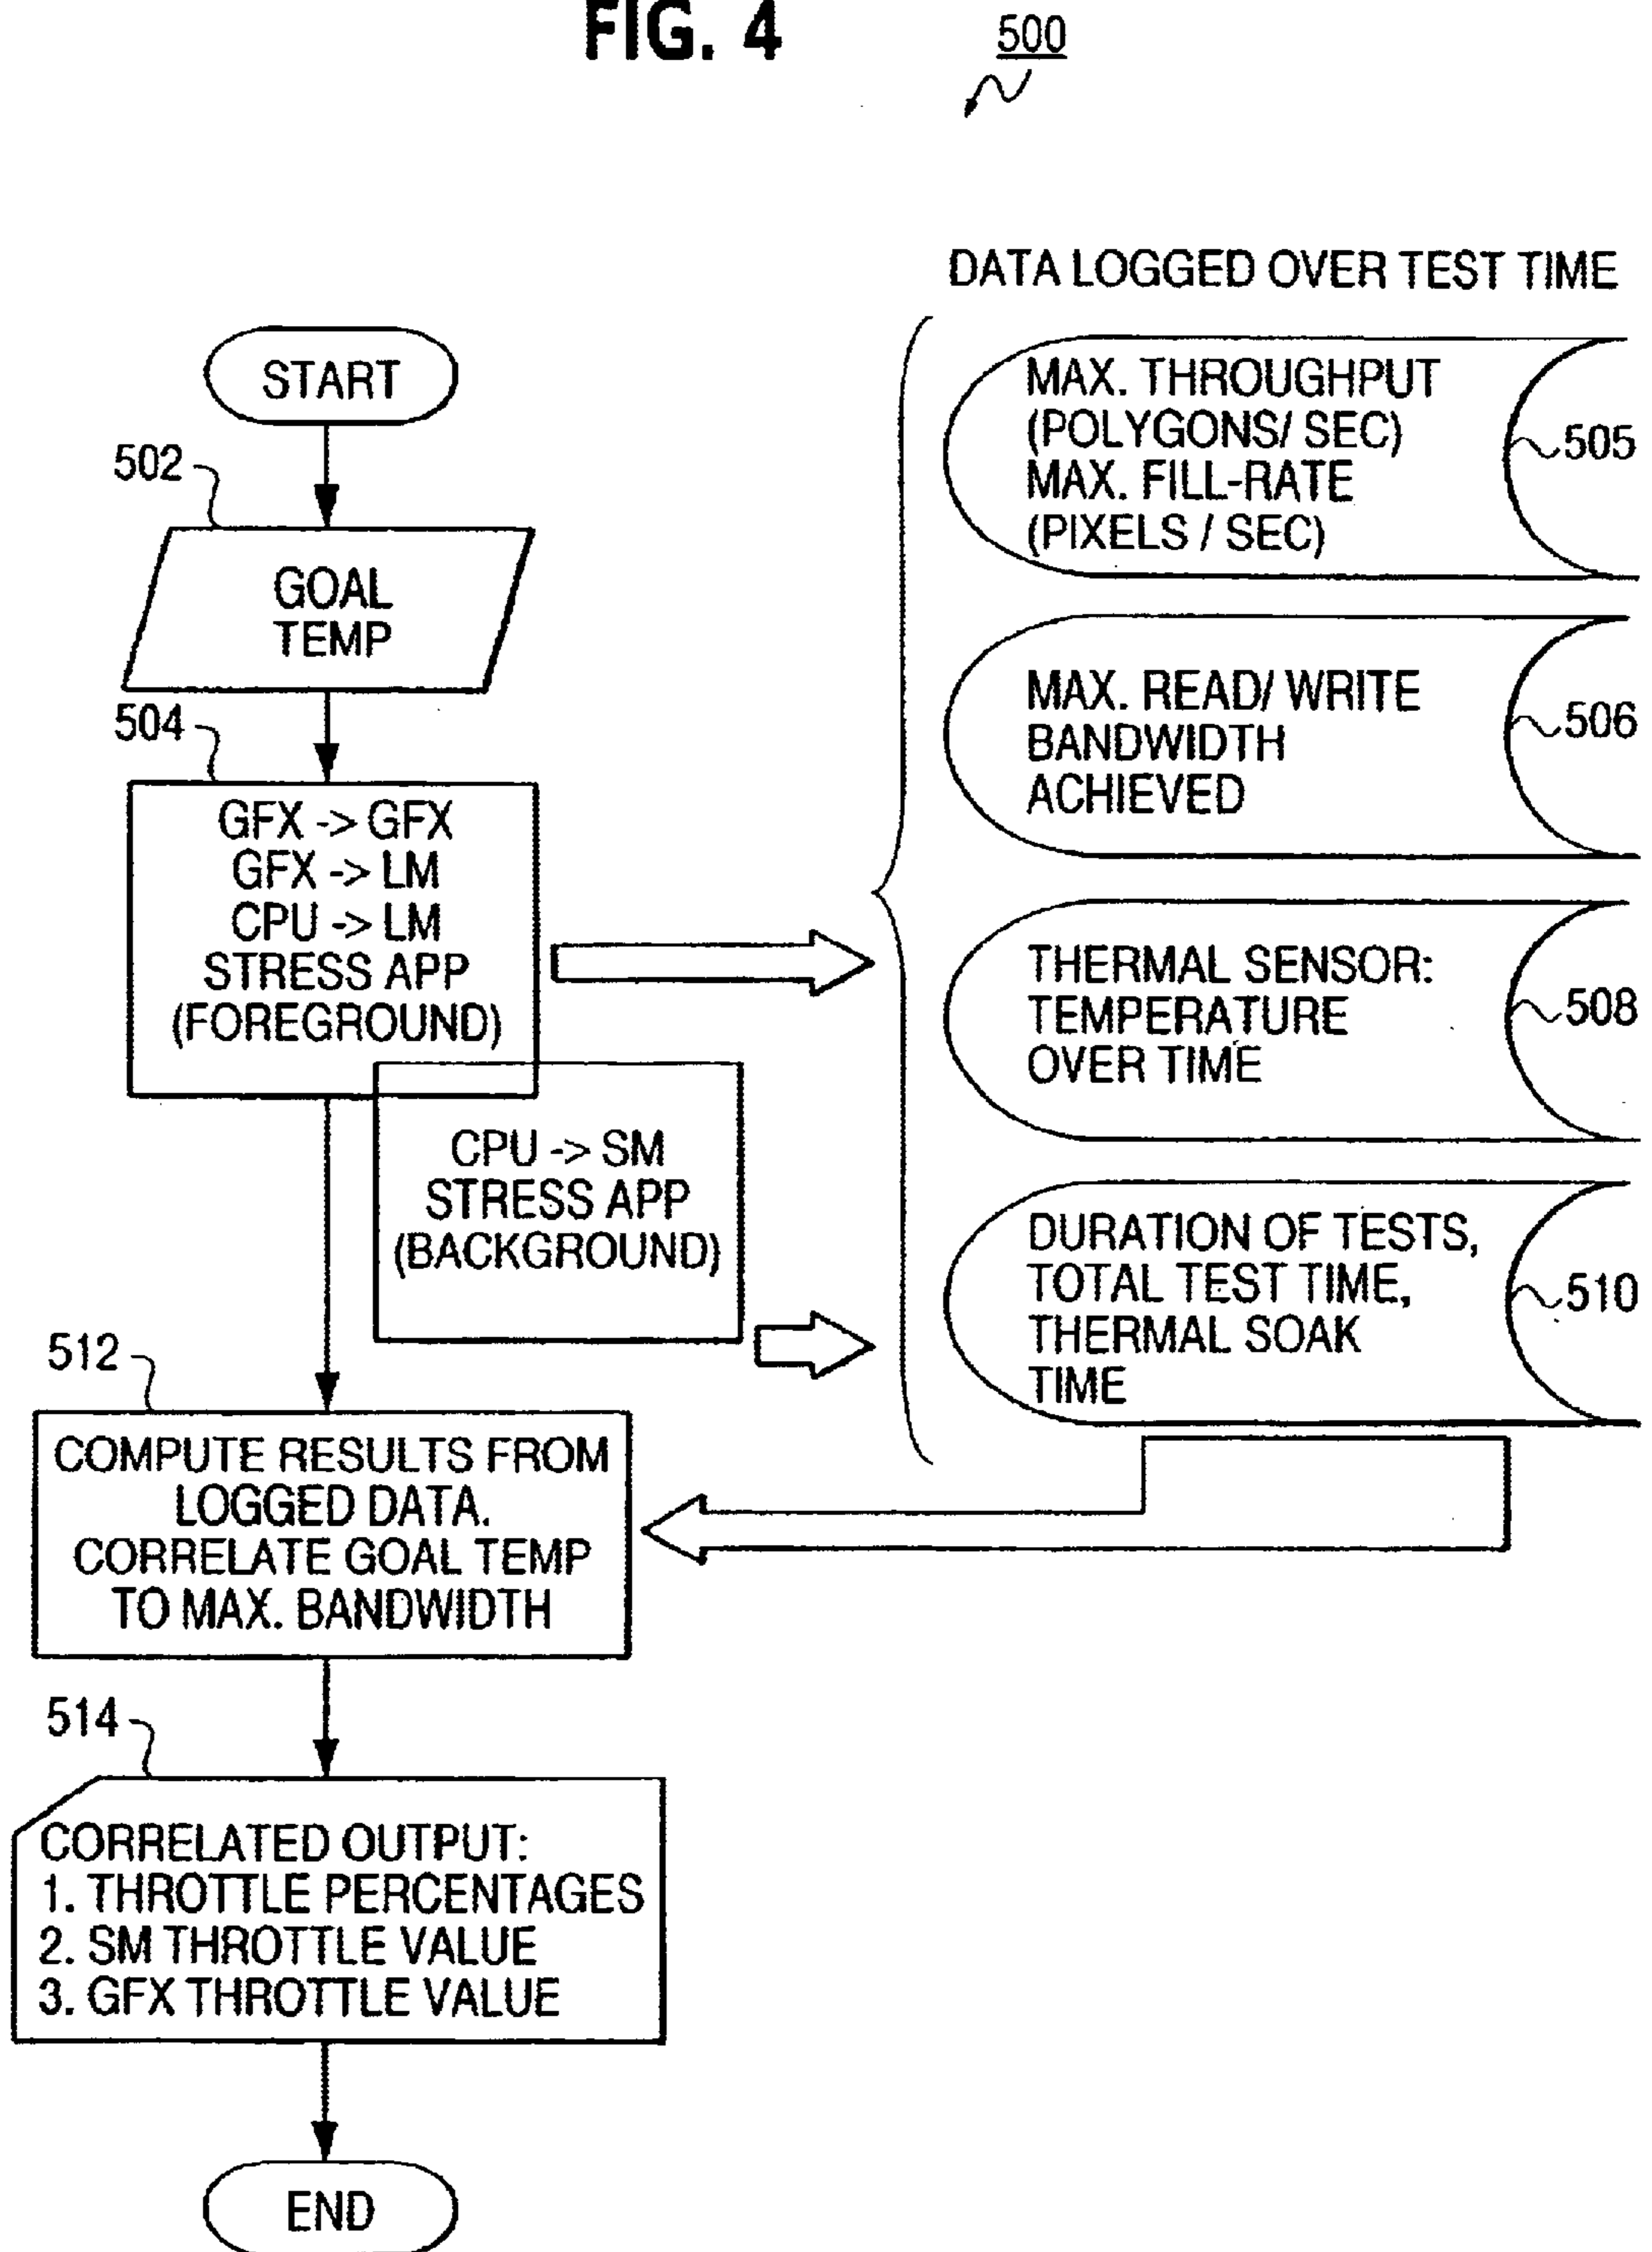 FIG. 4
500
DATA LOGGED OVER TEST TIME
START
502
GOAL
TEMP
504
GFX -> GFX
GFX -> LM
CPU -> LM
STRESS APP
(FOREGROUND)
CPU -> SM
STRESS APP
(BACKGROUND)
MAX. THROUGHPUT
(POLYGONS/ SEC)
MAX. FILL-RATE
(PIXELS / SEC)
505
MAX. READ/ WRITE
BANDWIDTH
ACHIEVED
506
THERMAL SENSOR:
TEMPERATURE
OVER TIME
508
DURATION OF TESTS,
TOTAL TEST TIME,
THERMAL SOAK
TIME
510
512
COMPUTE RESULTS FROM
LOGGED DATA.
CORRELATE GOAL TEMP
TO MAX. BANDWIDTH
514
CORRELATED OUTPUT:
1. THROTTLE PERCENTAGES
2. SM THROTTLE VALUE
3. GFX THROTTLE VALUE
END